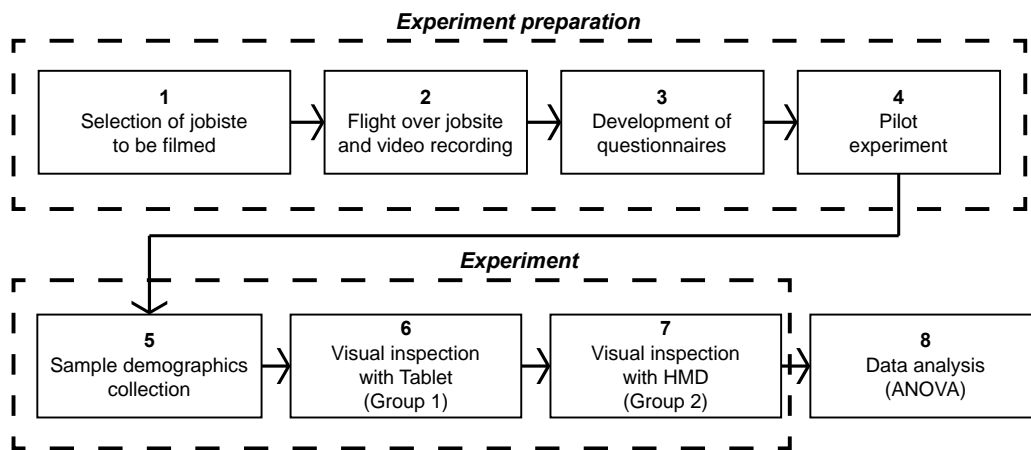 Experiment preparation
1
Selection of jobiste
to be filmed
2
Flight over jobsite
and video recording
3
Development of
questionnaires
4
Pilot
experiment
Experiment
5
Sample demographics
collection
6
Visual inspection
with Tablet
(Group 1)
7
Visual inspection
with HMD
(Group 2)
8
Data analysis
(ANOVA)